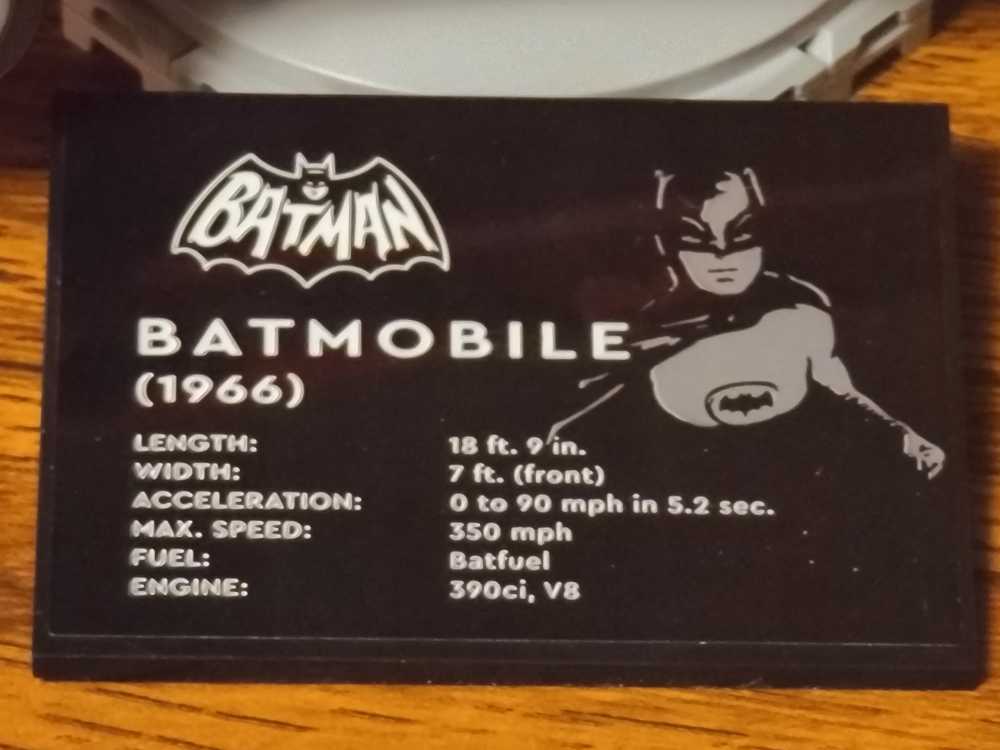 BATMAN
BATMOBILE
(1966)
LENGTH: 18 ft. 9 in.
WIDTH: 7 ft. (front)
ACCELERATION: 0 to 90 mph in 5.2 sec.
MAX. SPEED: 350 mph
FUEL: Batfuel
ENGINE: 390ci, V8